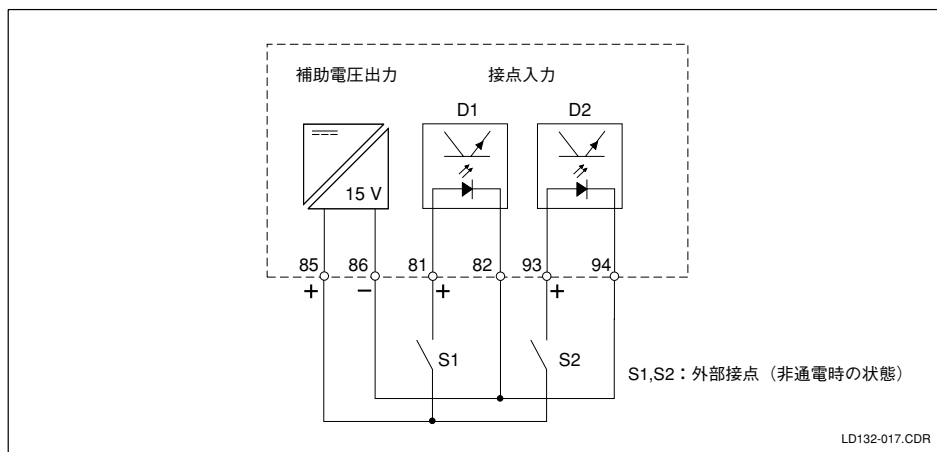 補助電圧出力 接点入力
D1 D2
15 V
85 86 81 82 93 94
+ − + +
S1 S2
S1,S2：外部接点（非通電時の状態）
LD132-017.CDR